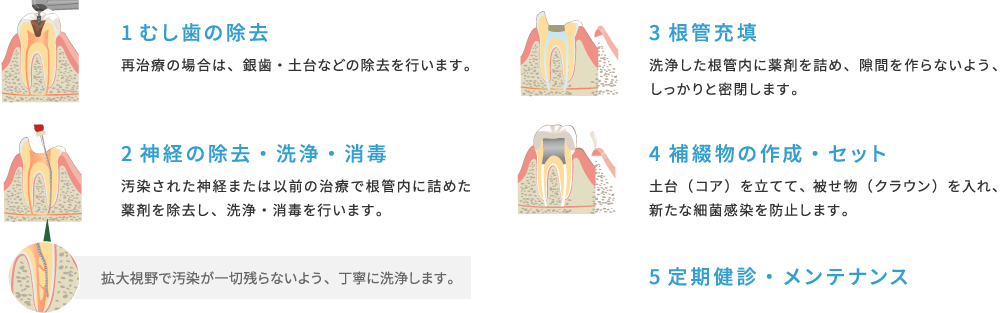 1 むし歯の除去
再治療の場合は、銀歯・土台などの除去を行います。
2 神経の除去・洗浄・消毒
汚染された神経または以前の治療で根管内に詰めた
薬剤を除去し、洗浄・消毒を行います。
拡大視野で汚染が一切残らないよう、丁寧に洗浄します。
3 根管充填
洗浄した根管内に薬剤を詰め、隙間を作らないよう、
しっかりと密閉します。
4 補綴物の作成・セット
土台（コア）を立てて、被せ物（クラウン）を入れ、
新たな細菌感染を防止します。
5 定期健診・メンテナンス